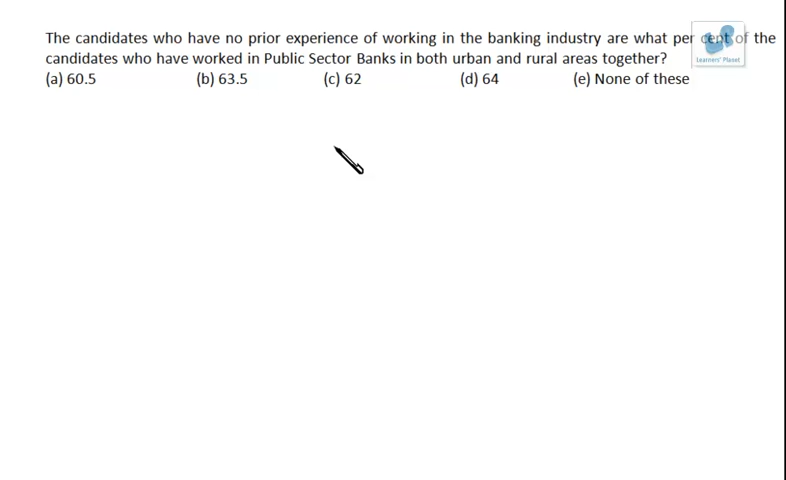 The candidates who have no prior experience of working in the banking industry are what per cent of the
candidates who have worked in Public Sector Banks in both urban and rural areas together?
(a) 60.5 (b) 63.5 (c) 62 (d) 64 (e) None of these
Learners' Planet